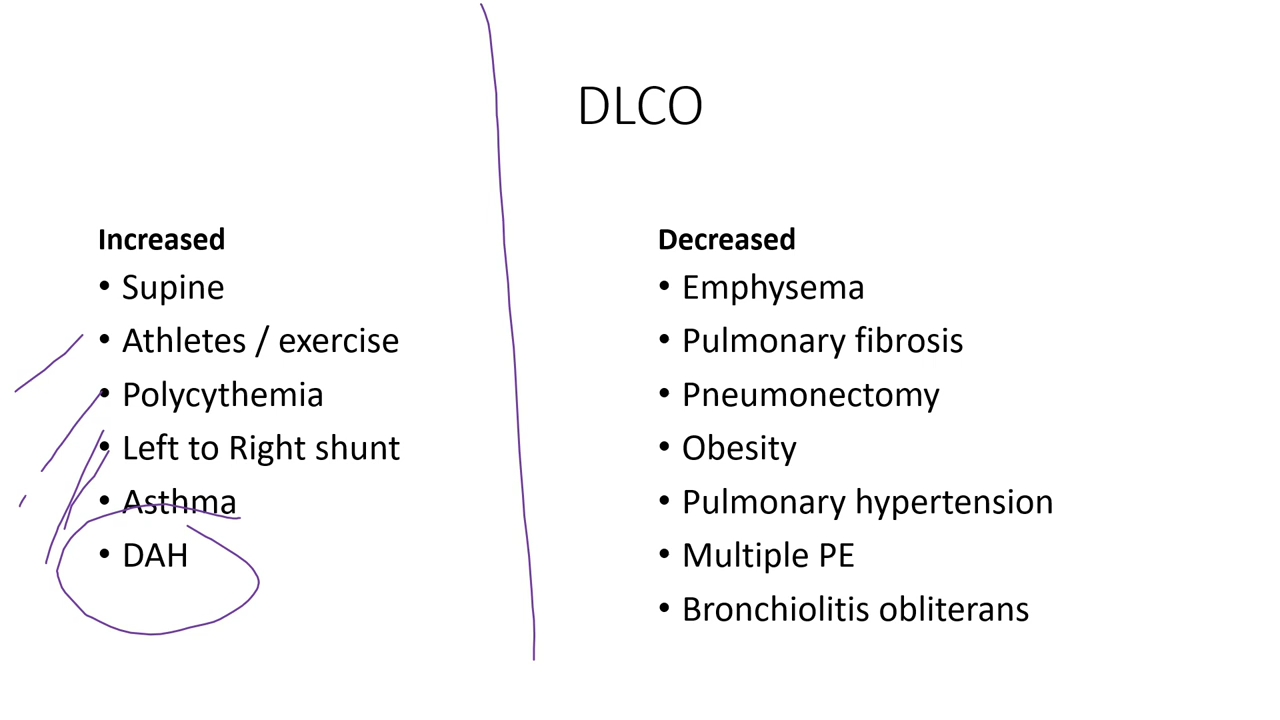 DLCO
Increased
• Supine
• Athletes / exercise
• Polycythemia
• Left to Right shunt
• Asthma
• DAH
Decreased
• Emphysema
• Pulmonary fibrosis
• Pneumonectomy
• Obesity
• Pulmonary hypertension
• Multiple PE
• Bronchiolitis obliterans